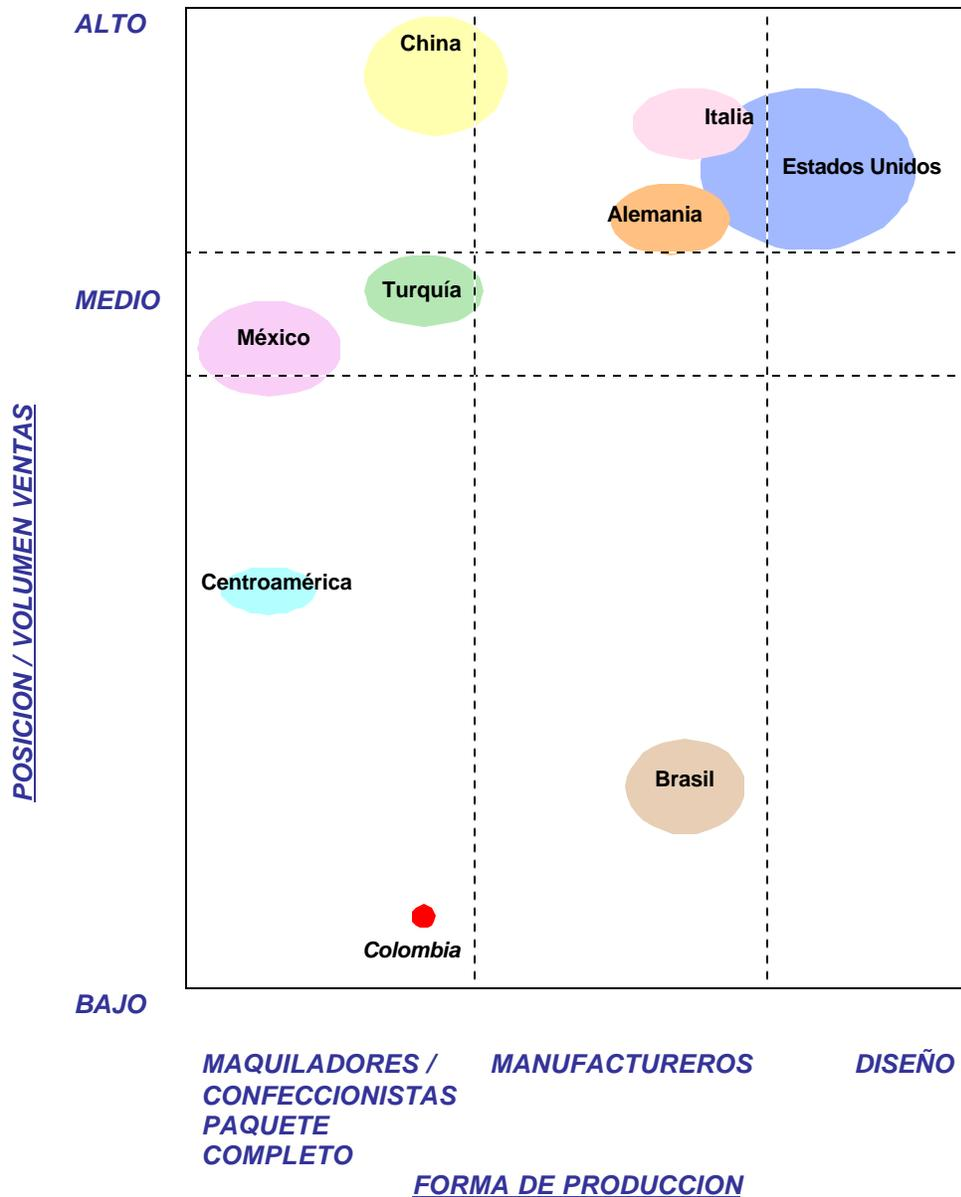 ALTO
China
Italia
Estados Unidos
Alemania
MEDIO
Turquía
México
POSICION / VOLUMEN VENTAS
Centroamérica
Brasil
Colombia
BAJO
MAQUILADORES /
CONFECCIONISTAS
PAQUETE
COMPLETO
MANUFACTUREROS
DISEÑO
FORMA DE PRODUCCION